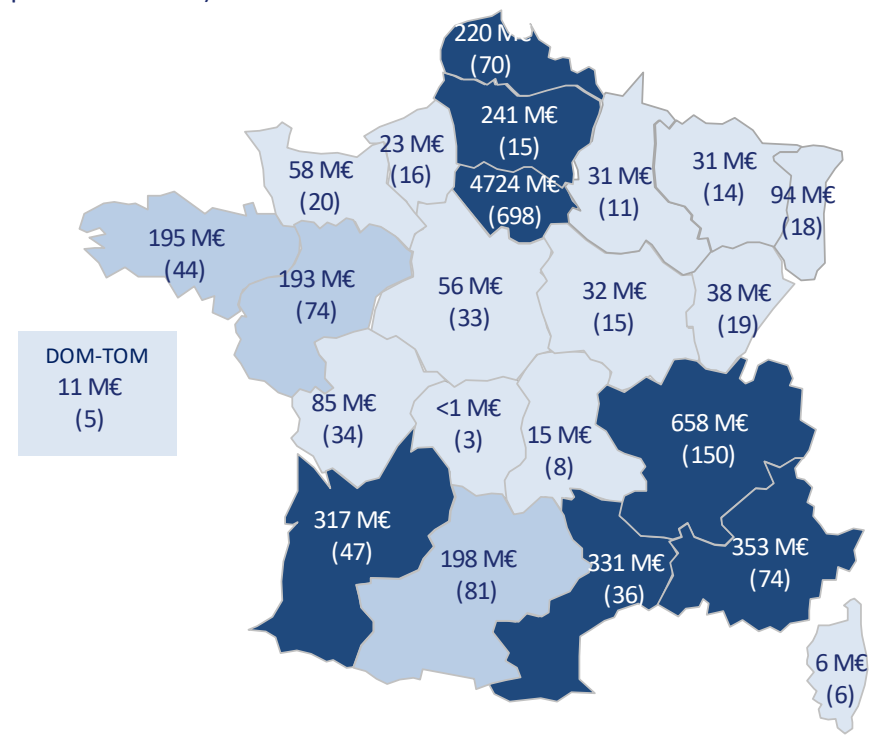 220 M€
(70)
241 M€
(15)
23 M€
(16)
58 M€
(20)
4724 M€
(698)
31 M€
(11)
31 M€
(14)
94 M€
(18)
195 M€
(44)
193 M€
(74)
56 M€
(33)
32 M€
(15)
38 M€
(19)
DOM-TOM
11 M€
(5)
85 M€
(34)
<1 M€
(3)
15 M€
(8)
658 M€
(150)
317 M€
(47)
198 M€
(81)
331 M€
(36)
353 M€
(74)
6 M€
(6)